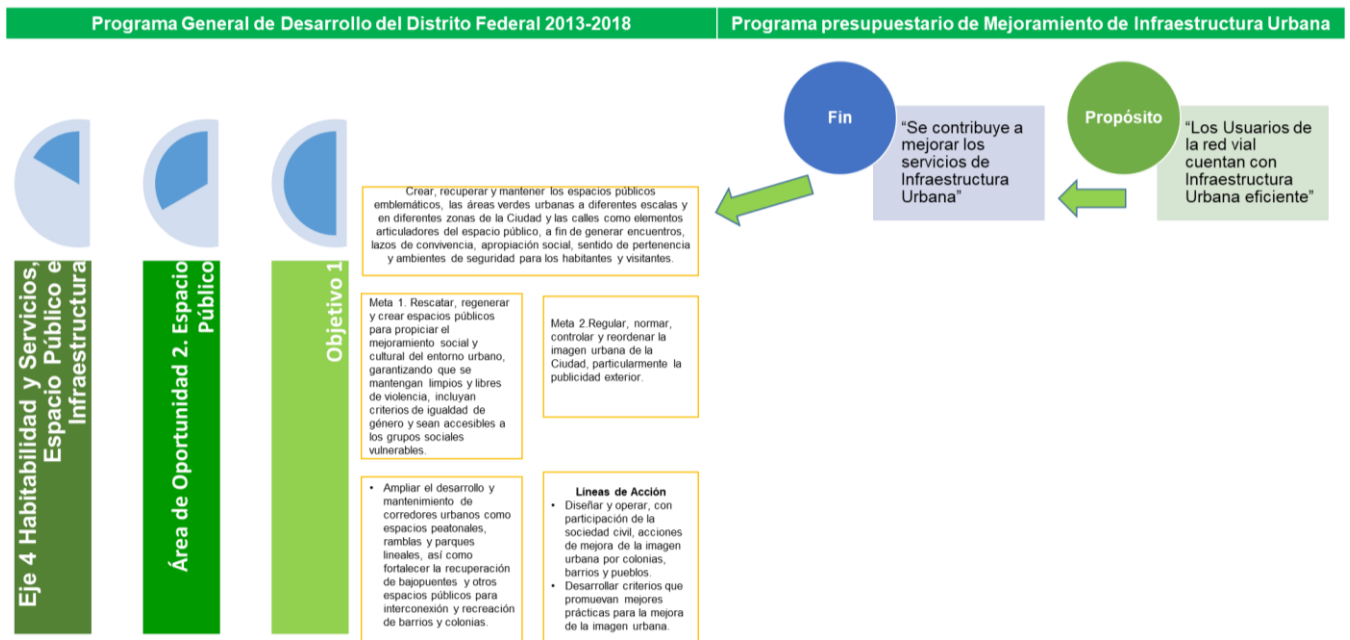 Programa General de Desarrollo del Distrito Federal 2013-2018
Programa presupuestario de Mejoramiento de Infraestructura Urbana
Eje 4 Habitabilidad y Servicios,
Espacio Público e
Infraestructura
Área de Oportunidad 2. Espacio
Público
Objetivo 1
Crear, recuperar y mantener los espacios públicos
emblemáticos, las áreas verdes urbanas a diferentes escalas y
en diferentes zonas de la Ciudad y las calles como elementos
articuladores del espacio público, a fin de generar encuentros,
lazos de convivencia, apropiación social, sentido de pertenencia
y ambientes de seguridad para los habitantes y visitantes.
Meta 1. Rescatar, regenerar
y crear espacios públicos
para propiciar el
mejoramiento social y
cultural del entorno urbano,
garantizando que se
mantengan limpios y libres
de violencia, incluyan
criterios de igualdad de
género y sean accesibles a
los grupos sociales
vulnerables.
Meta 2.Regular, normar,
controlar y reordenar la
imagen urbana de la
Ciudad, particularmente la
publicidad exterior.
• Ampliar el desarrollo y
mantenimiento de
corredores urbanos como
espacios peatonales,
ramblas y parques
lineales, así como
fortalecer la recuperación
de bajopuentes y otros
espacios públicos para
interconexión y recreación
de barrios y colonias.
Líneas de Acción
• Diseñar y operar, con
participación de la
sociedad civil, acciones
de mejora de la imagen
urbana por colonias,
barrios y pueblos.
• Desarrollar criterios que
promuevan mejores
prácticas para la mejora
de la imagen urbana.
Fin
“Se contribuye a
mejorar los
servicios de
Infraestructura
Urbana”
Propósito
“Los Usuarios de
la red vial
cuentan con
Infraestructura
Urbana eficiente”